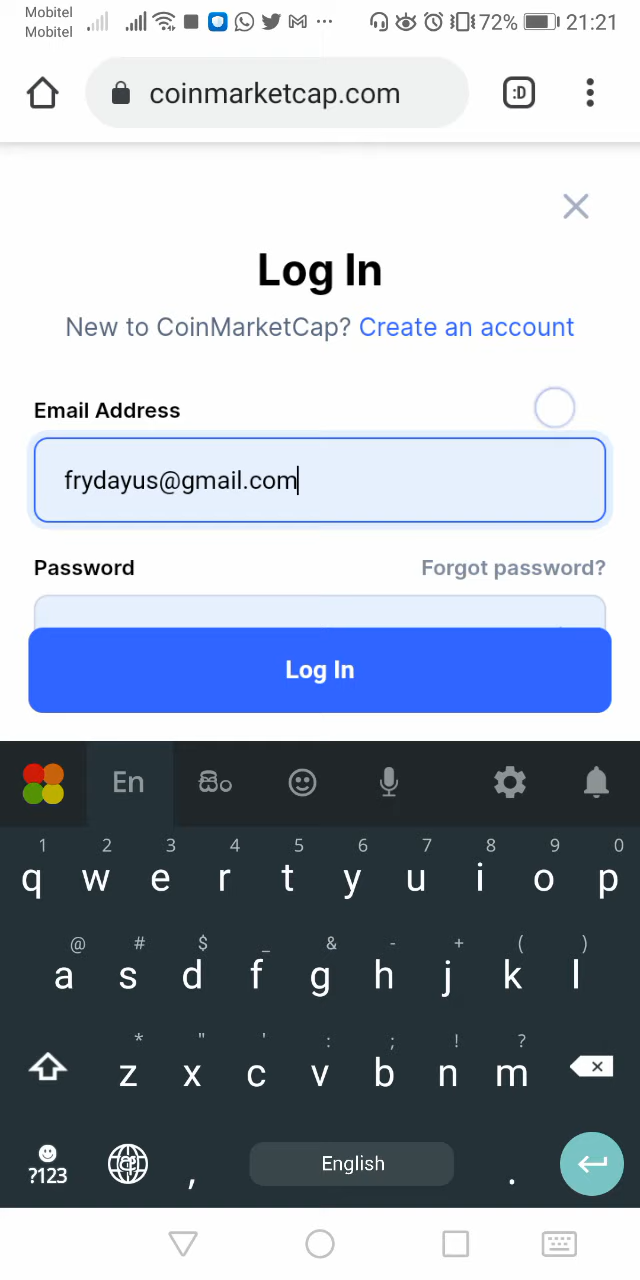 Mobitel
Mobitel
72% 21:21
coinmarketcap.com
:D
Log In
New to CoinMarketCap? Create an account
Email Address
frydayus@gmail.com
Password Forgot password?
Log In
En සිං
1 2 3 4 5 6 7 8 9 0
q w e r t y u i o p
@ # $ _ & - + ( )
a s d f g h j k l
* " ' : ; ! ?
z x c v b n m
?123 , English .